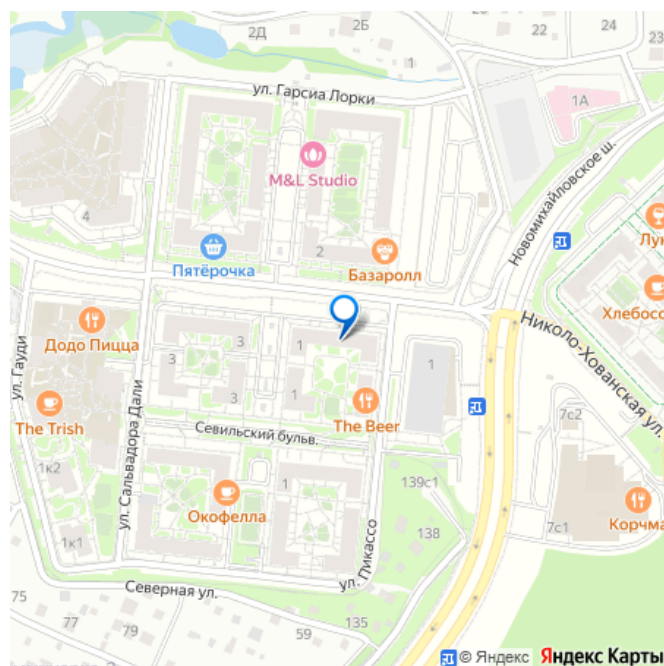 2Д
2Б
22
24
23
1
ул. Гарсиа Лорки
1А
M&L Studio
Новомихайловское ш.
4
2
Пятёрочка
Базаролл
Хлебосо
Додо Пицца
ул. Гауди
3
3
1
1
Николо-Хованская ул.
The Trish
3
1
The Beer
7с2
Севильский бульв.
ул. Сальвадора Дали
1к2
1
1
139с1
Окофелла
138
7с1
Корчма
1к1
ул. Пикассо
Северная ул.
75
77
79
59
135
© Яндекс Яндекс Карты